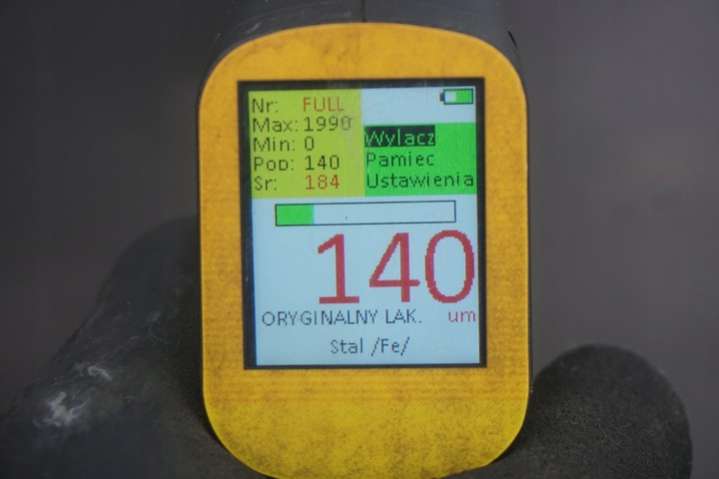 Nr: FULL
Max: 1990
Min: 0
Pop: 140
Sr: 184
Wylacz
Pamiec
Ustawienia
140
ORYGINALNY LAK. um
Stal /Fe/